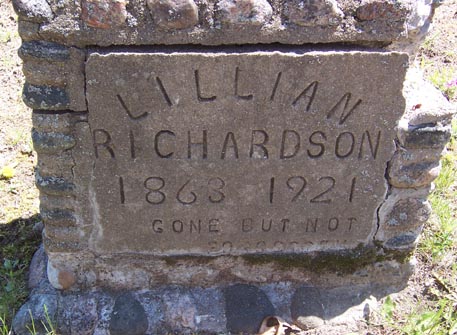 LILLIAN
RICHARDSON
1863 1921
GONE BUT NOT